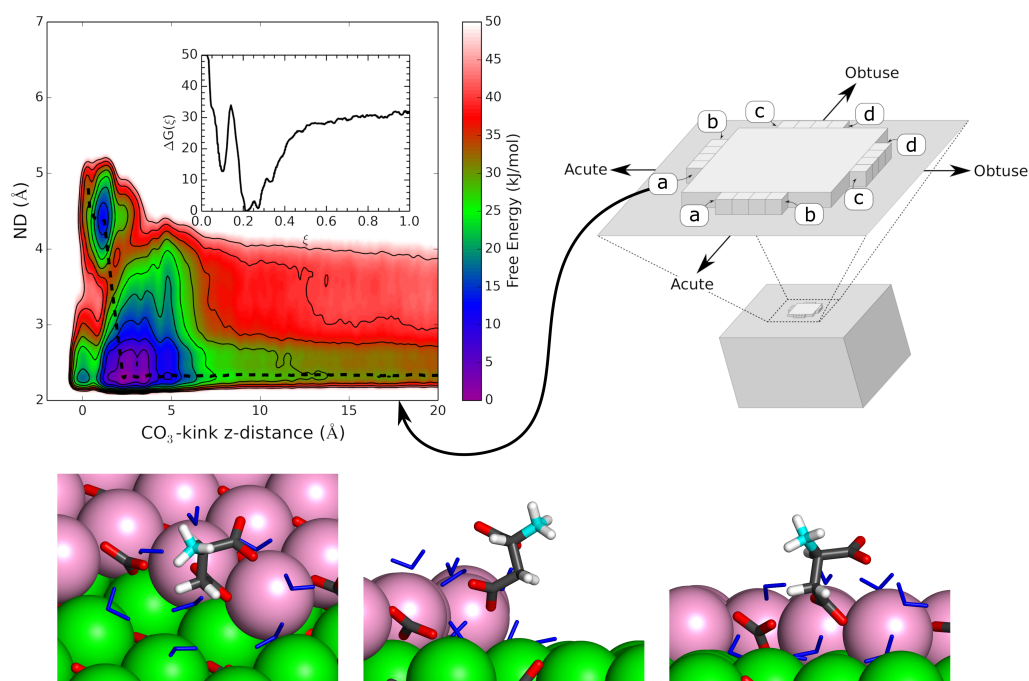 7
6
5
4
3
2
ND (Å)
0
5
10
15
20
CO₃-kink z-distance (Å)
50
40
30
20
10
0
ΔG(ξ)
0.0
0.2
0.4
0.6
0.8
1.0
ξ
50
45
40
35
30
25
20
15
10
5
0
Free Energy (kJ/mol)
Obtuse
c
d
b
d
Acute
a
Obtuse
a
b
c
Acute